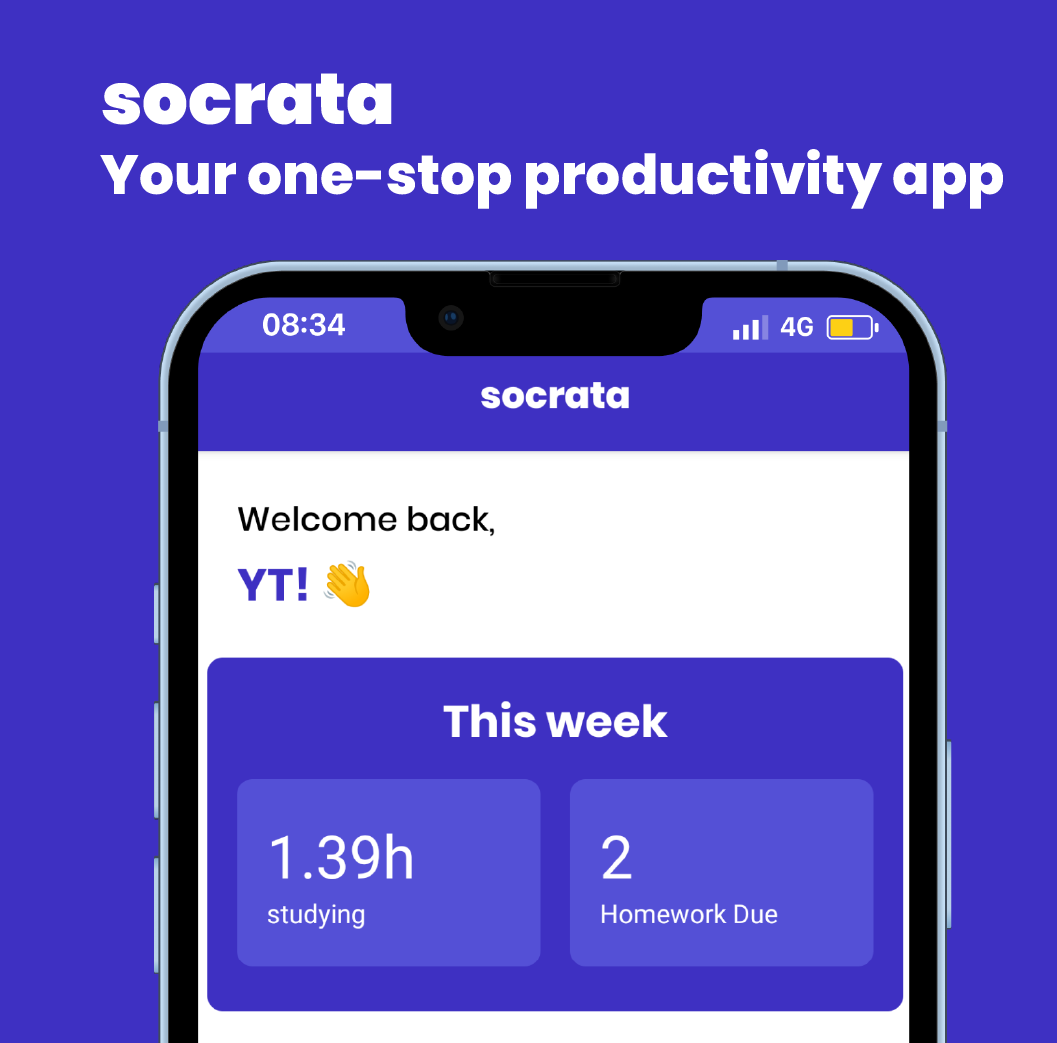 socrata
Your one-stop productivity app
08:34
4G
socrata
Welcome back,
YT! 👋
This week
1.39h
studying
2
Homework Due